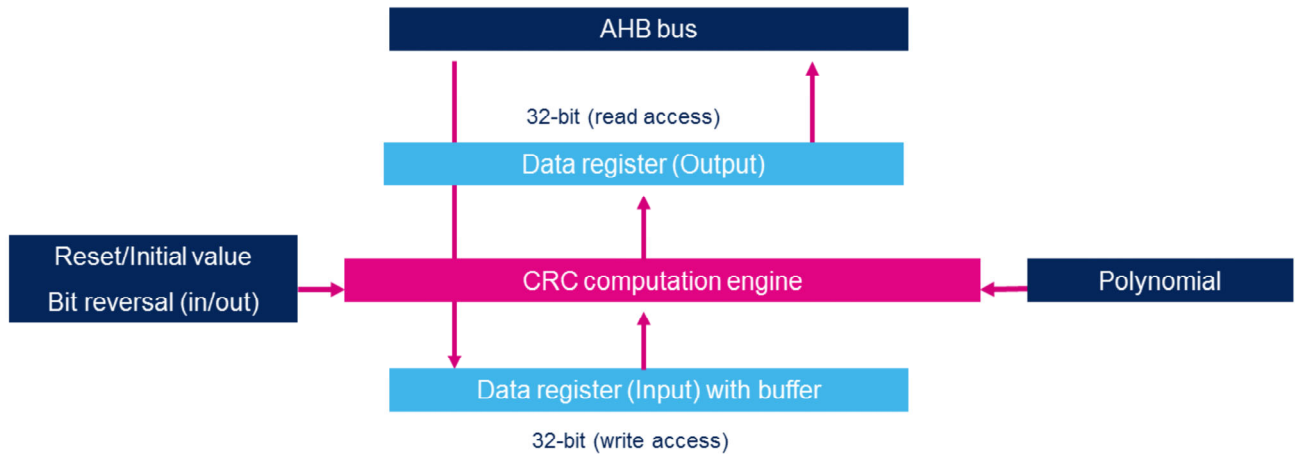 AHB bus
32-bit (read access)
Data register (Output)
Reset/Initial value
Bit reversal (in/out)
CRC computation engine
Polynomial
Data register (Input) with buffer
32-bit (write access)